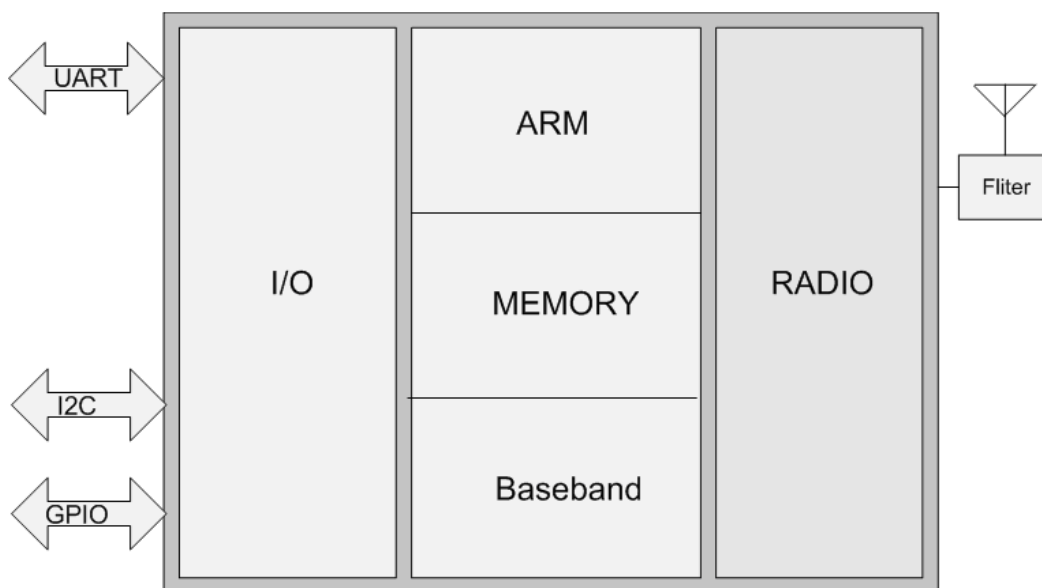 UART
ARM
Fliter
I/O
MEMORY
RADIO
I2C
Baseband
GPIO